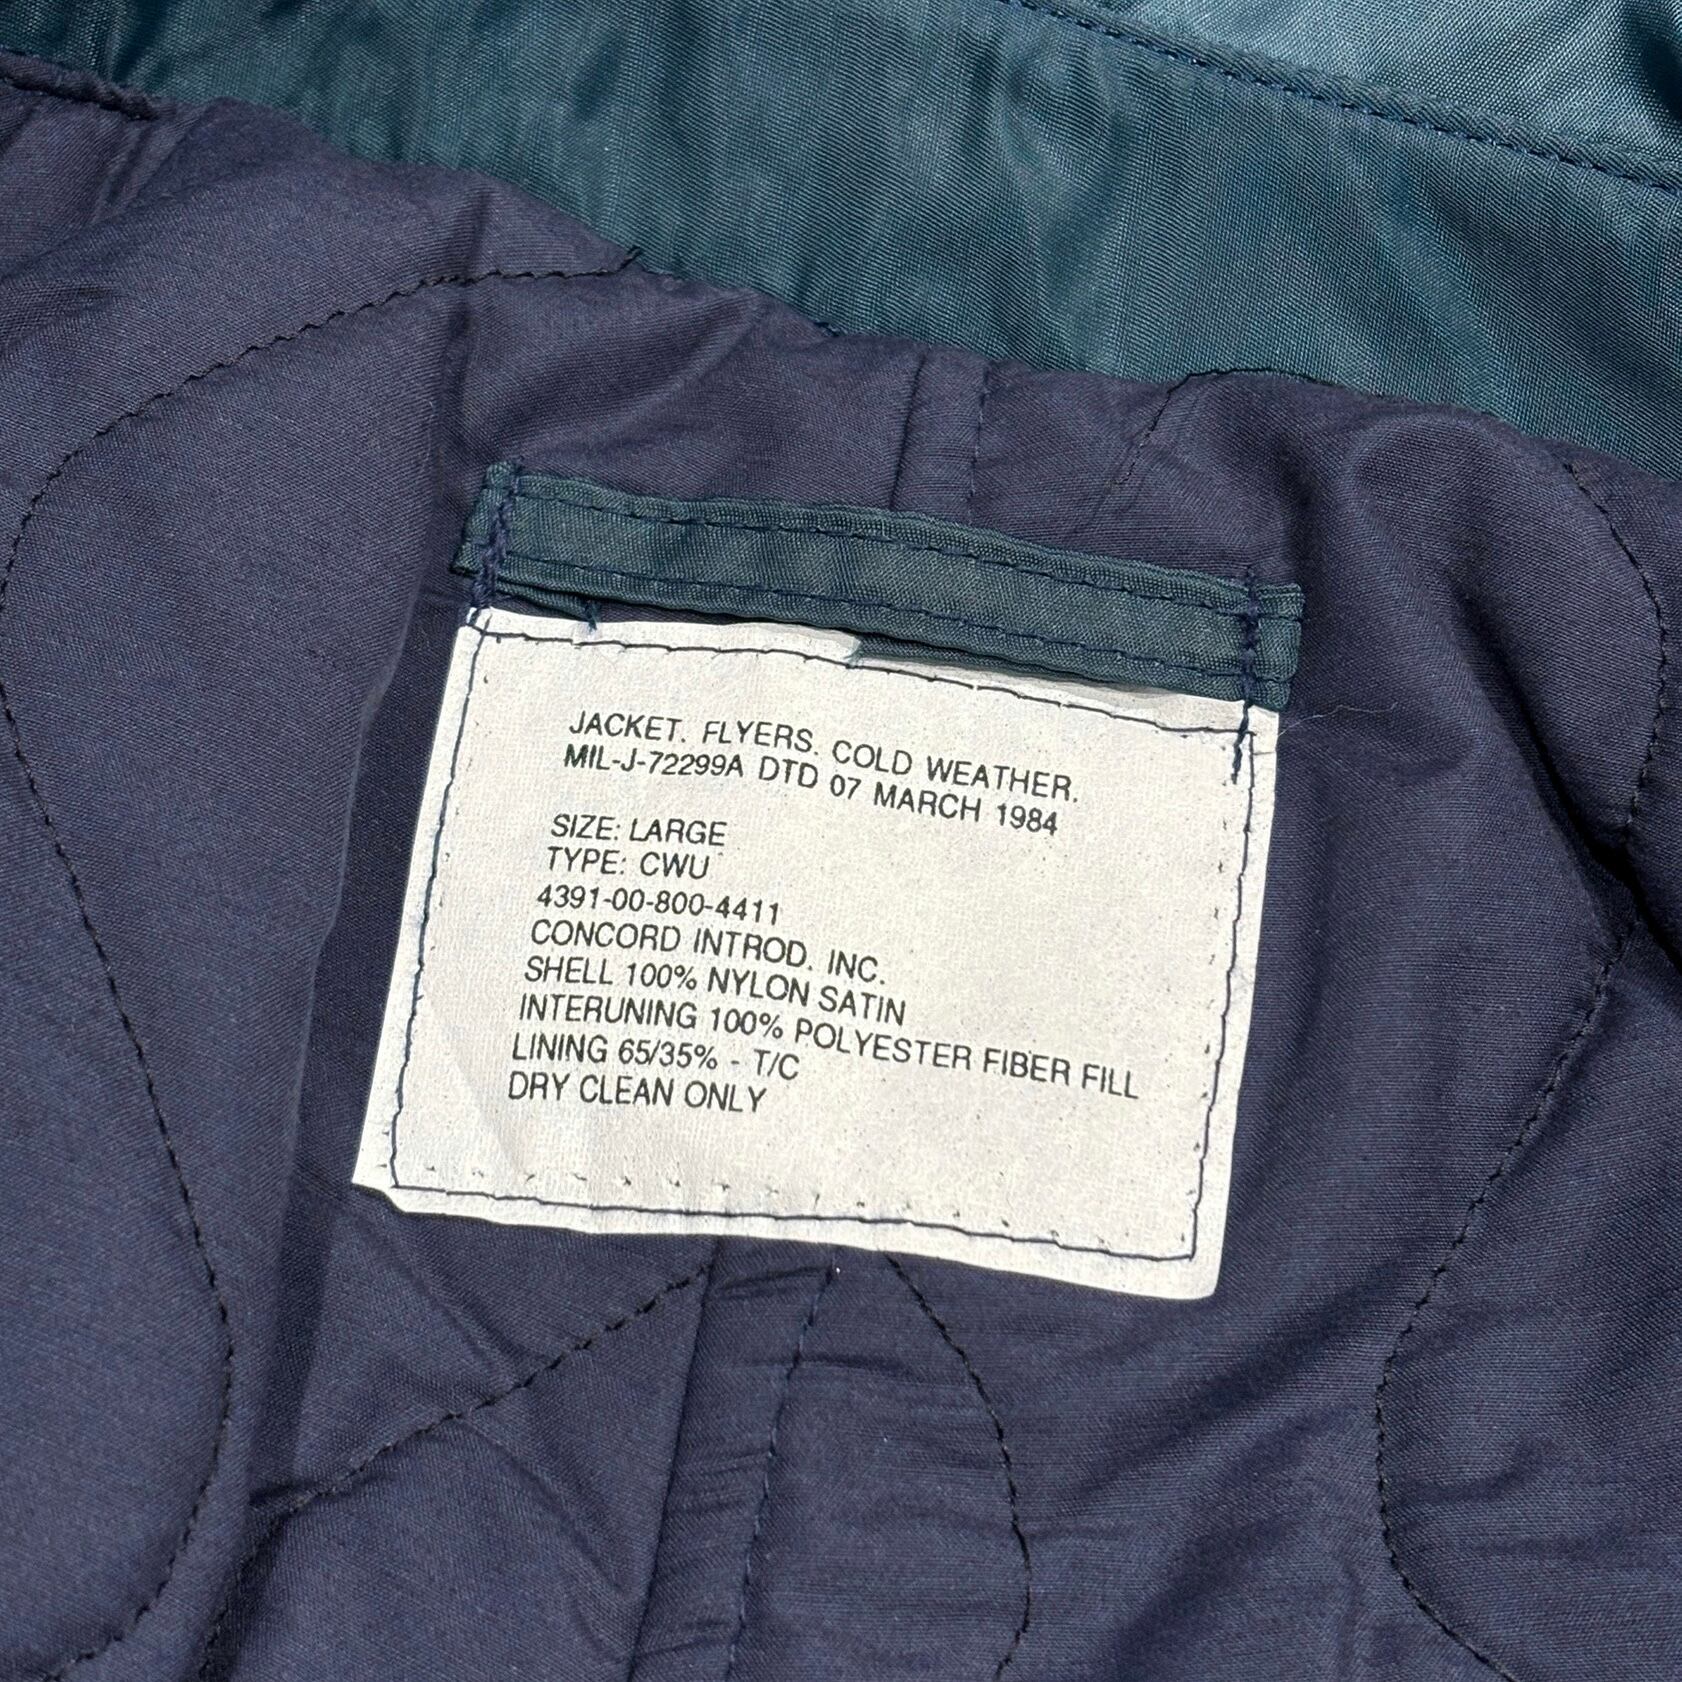 JACKET. FLYERS. COLD WEATHER.
MIL-J-72299A DTD 07 MARCH 1984
SIZE: LARGE
TYPE: CWU
4391-00-800-4411
CONCORD INTROD. INC.
SHELL 100% NYLON SATIN
INTERUNING 100% POLYESTER FIBER FILL
LINING 65/35% - T/C
DRY CLEAN ONLY